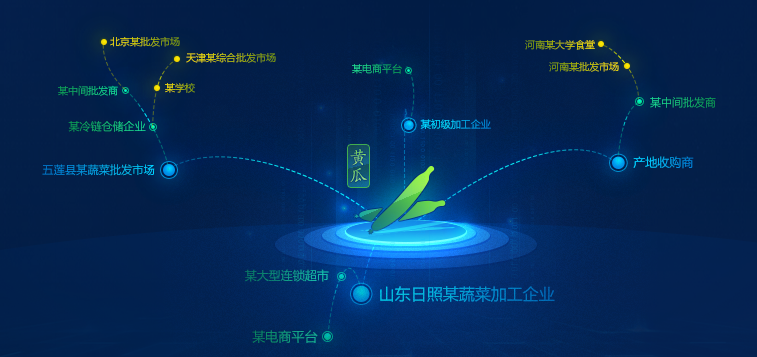 北京某批发市场
天津某综合批发市场
某中间批发商
某学校
某冷链仓储企业
五莲县某蔬菜批发市场
某电商平台
某初级加工企业
河南某大学食堂
河南某批发市场
某中间批发商
产地收购商
黄瓜
某大型连锁超市
山东日照某蔬菜加工企业
某电商平台